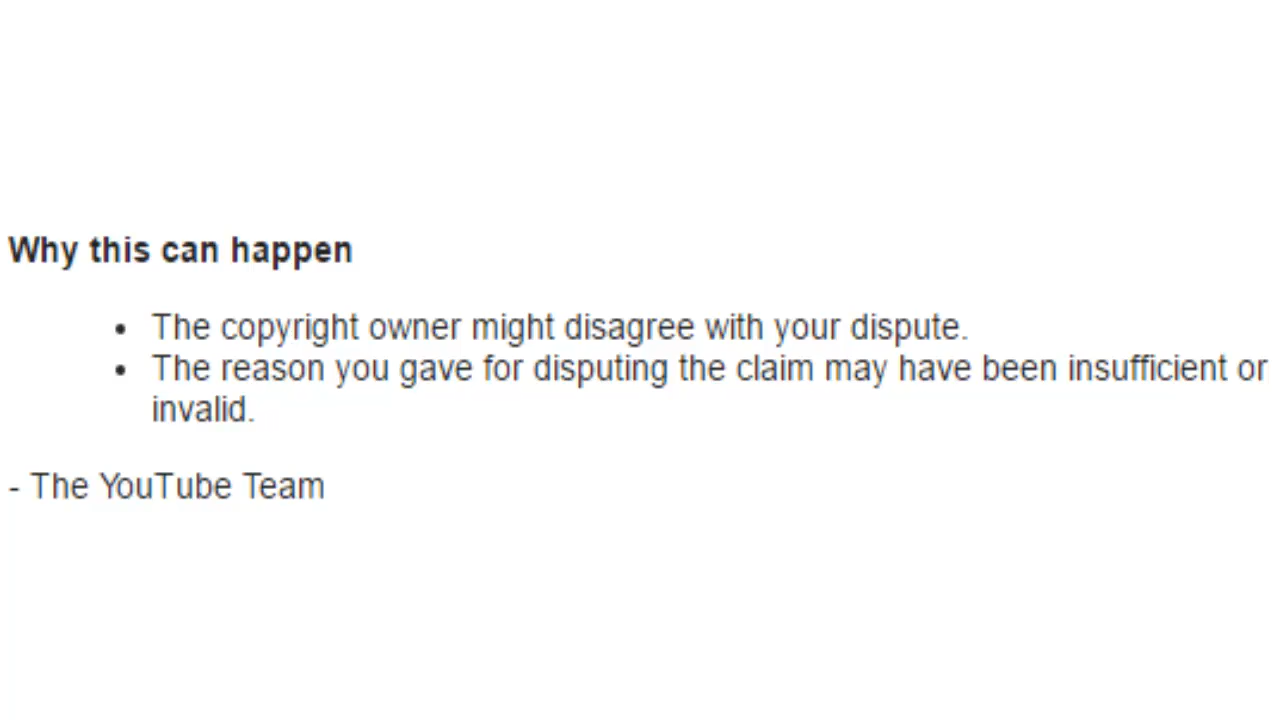 Why this can happen
• The copyright owner might disagree with your dispute.
• The reason you gave for disputing the claim may have been insufficient or
invalid.
- The YouTube Team